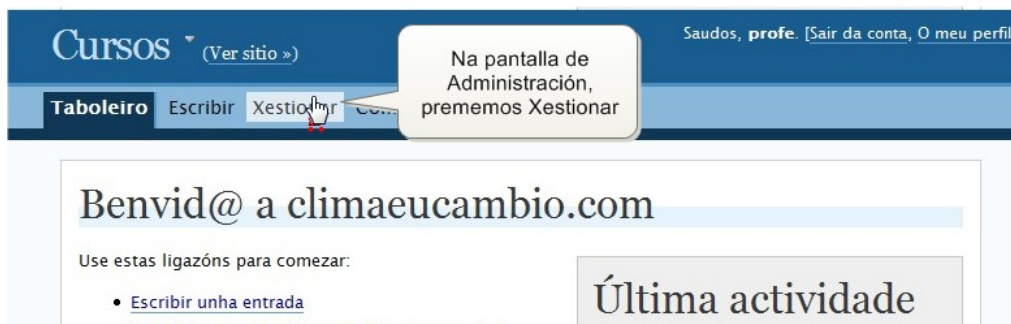 Cursos (Ver sitio »)
Saudos, profe. [Sair da conta, O meu perfil
Na pantalla de
Administración,
prememos Xestionar
Taboleiro Escribir Xestionar
Benvid@ a climaeucambio.com
Use estas ligazóns para comezar:
Escribir unha entrada
Última actividade